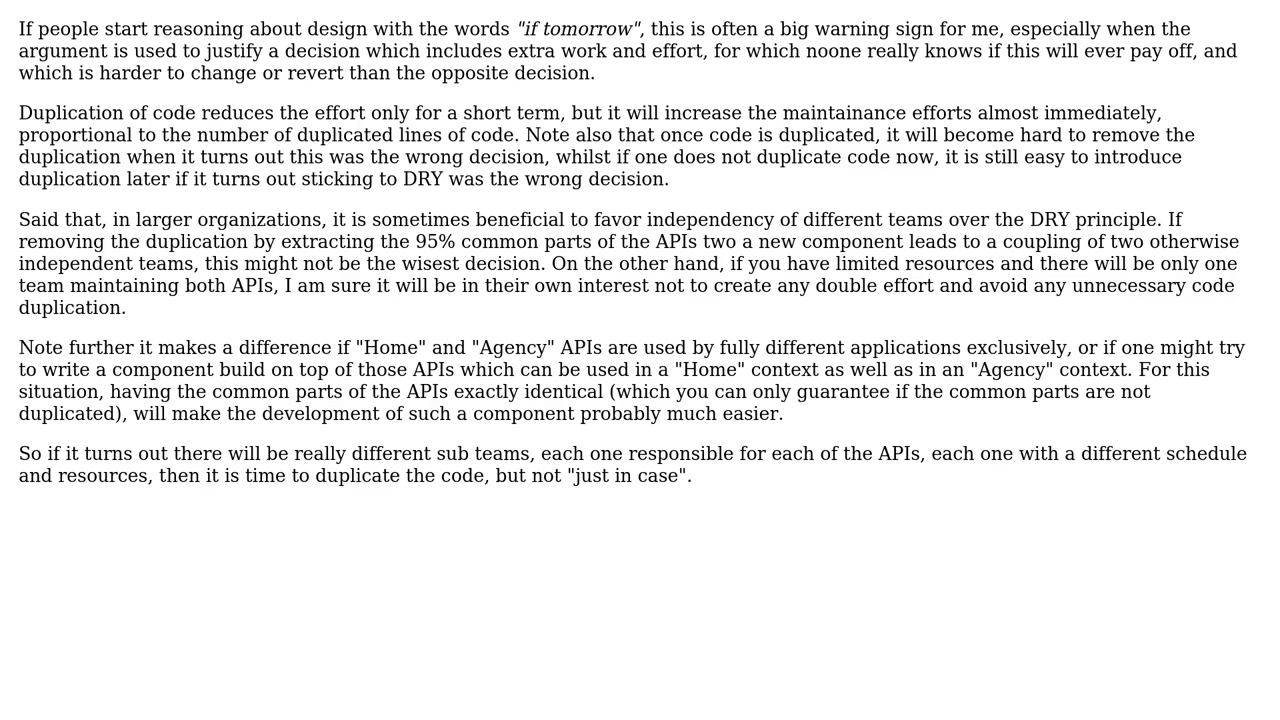 If people start reasoning about design with the words "if tomorrow", this is often a big warning sign for me, especially when the
argument is used to justify a decision which includes extra work and effort, for which noone really knows if this will ever pay off, and
which is harder to change or revert than the opposite decision.
Duplication of code reduces the effort only for a short term, but it will increase the maintainance efforts almost immediately,
proportional to the number of duplicated lines of code. Note also that once code is duplicated, it will become hard to remove the
duplication when it turns out this was the wrong decision, whilst if one does not duplicate code now, it is still easy to introduce
duplication later if it turns out sticking to DRY was the wrong decision.
Said that, in larger organizations, it is sometimes beneficial to favor independency of different teams over the DRY principle. If
removing the duplication by extracting the 95% common parts of the APIs two a new component leads to a coupling of two otherwise
independent teams, this might not be the wisest decision. On the other hand, if you have limited resources and there will be only one
team maintaining both APIs, I am sure it will be in their own interest not to create any double effort and avoid any unnecessary code
duplication.
Note further it makes a difference if "Home" and "Agency" APIs are used by fully different applications exclusively, or if one might try
to write a component build on top of those APIs which can be used in a "Home" context as well as in an "Agency" context. For this
situation, having the common parts of the APIs exactly identical (which you can only guarantee if the common parts are not
duplicated), will make the development of such a component probably much easier.
So if it turns out there will be really different sub teams, each one responsible for each of the APIs, each one with a different schedule
and resources, then it is time to duplicate the code, but not "just in case".